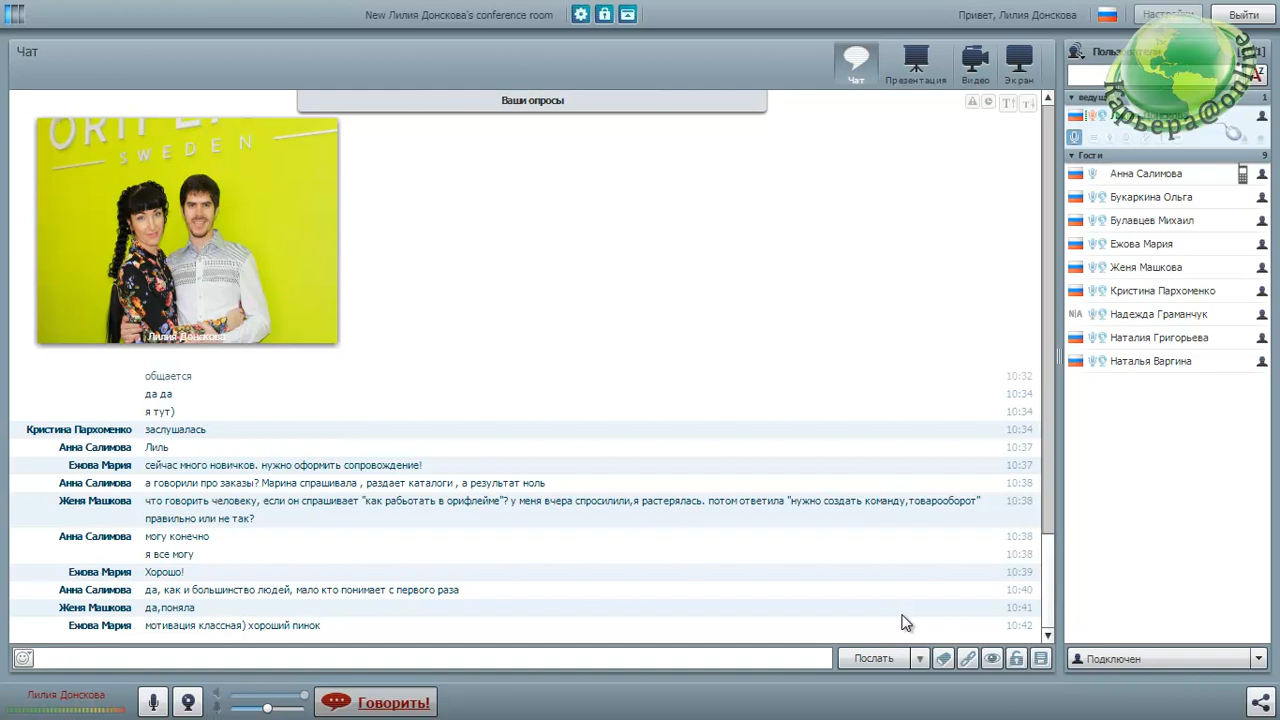 New Лилия Донскова's conference room
Привет, Лилия Донскова
Настройки
Выйти
Чат
Чат
Презентация
Видео
Экран
Ваши опросы
ORIFLAME
SWEDEN
Лилия Донскова
общается 10:32
да да 10:34
я тут) 10:34
Кристина Пархоменко заслушалась 10:34
Анна Салимова Лиль 10:37
Ежова Мария сейчас много новичков. нужно оформить сопровождение! 10:37
Анна Салимова а говорили про заказы? Марина спрашивала , раздает каталоги , а результат ноль 10:38
Женя Машкова что говорить человеку, если он спрашивает "как рабьотать в орифлейме"? у меня вчера спросилили,я растерялась. потом ответила "нужно создать команду,товарооборот" 10:38
правильно или не так?
Анна Салимова могу конечно 10:38
я все могу 10:38
Ежова Мария Хорошо! 10:39
Анна Салимова да, как и большинство людей, мало кто понимает с первого раза 10:40
Женя Машкова да,поняла 10:41
Ежова Мария мотивация классная) хороший пинок 10:42
Послать
Лилия Донскова
Говорить!
Пользователи
Карьера@online
ведущ 1
Гости 9
Анна Салимова
Букаркина Ольга
Булавцев Михаил
Ежова Мария
Женя Машкова
Кристина Пархоменко
N/A Надежда Граманчук
Наталия Григорьева
Наталья Варгина
Подключен